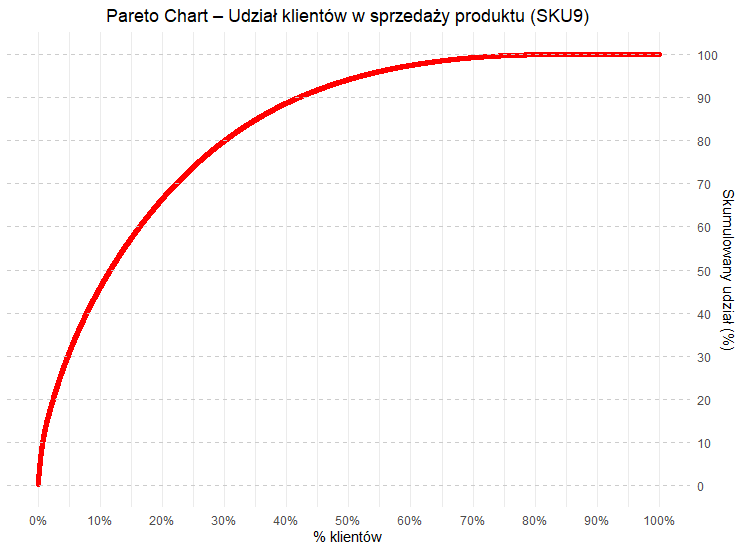 Pareto Chart – Udział klientów w sprzedaży produktu (SKU9)
100
90
80
70
60
50
40
30
20
10
0
Skumulowany udział (%)
0% 10% 20% 30% 40% 50% 60% 70% 80% 90% 100%
% klientów